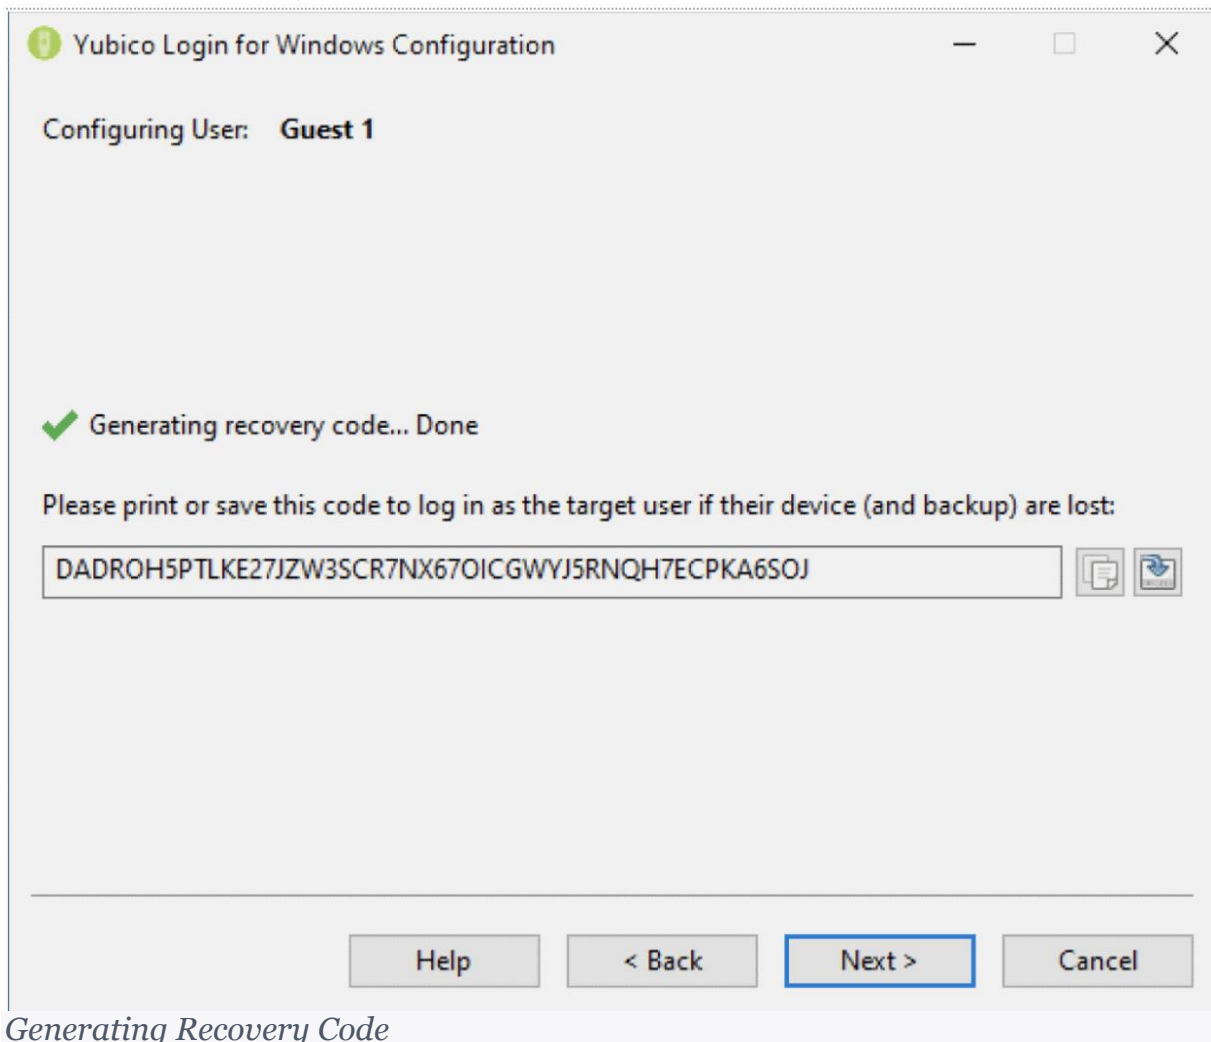 Yubico Login for Windows Configuration
Configuring User: Guest 1
Generating recovery code... Done
Please print or save this code to log in as the target user if their device (and backup) are lost:
DADROH5PTLKE27JZW3SCR7NX67OICGWYJ5RNQH7ECPKA6SOJ
Help
< Back
Next >
Cancel
Generating Recovery Code